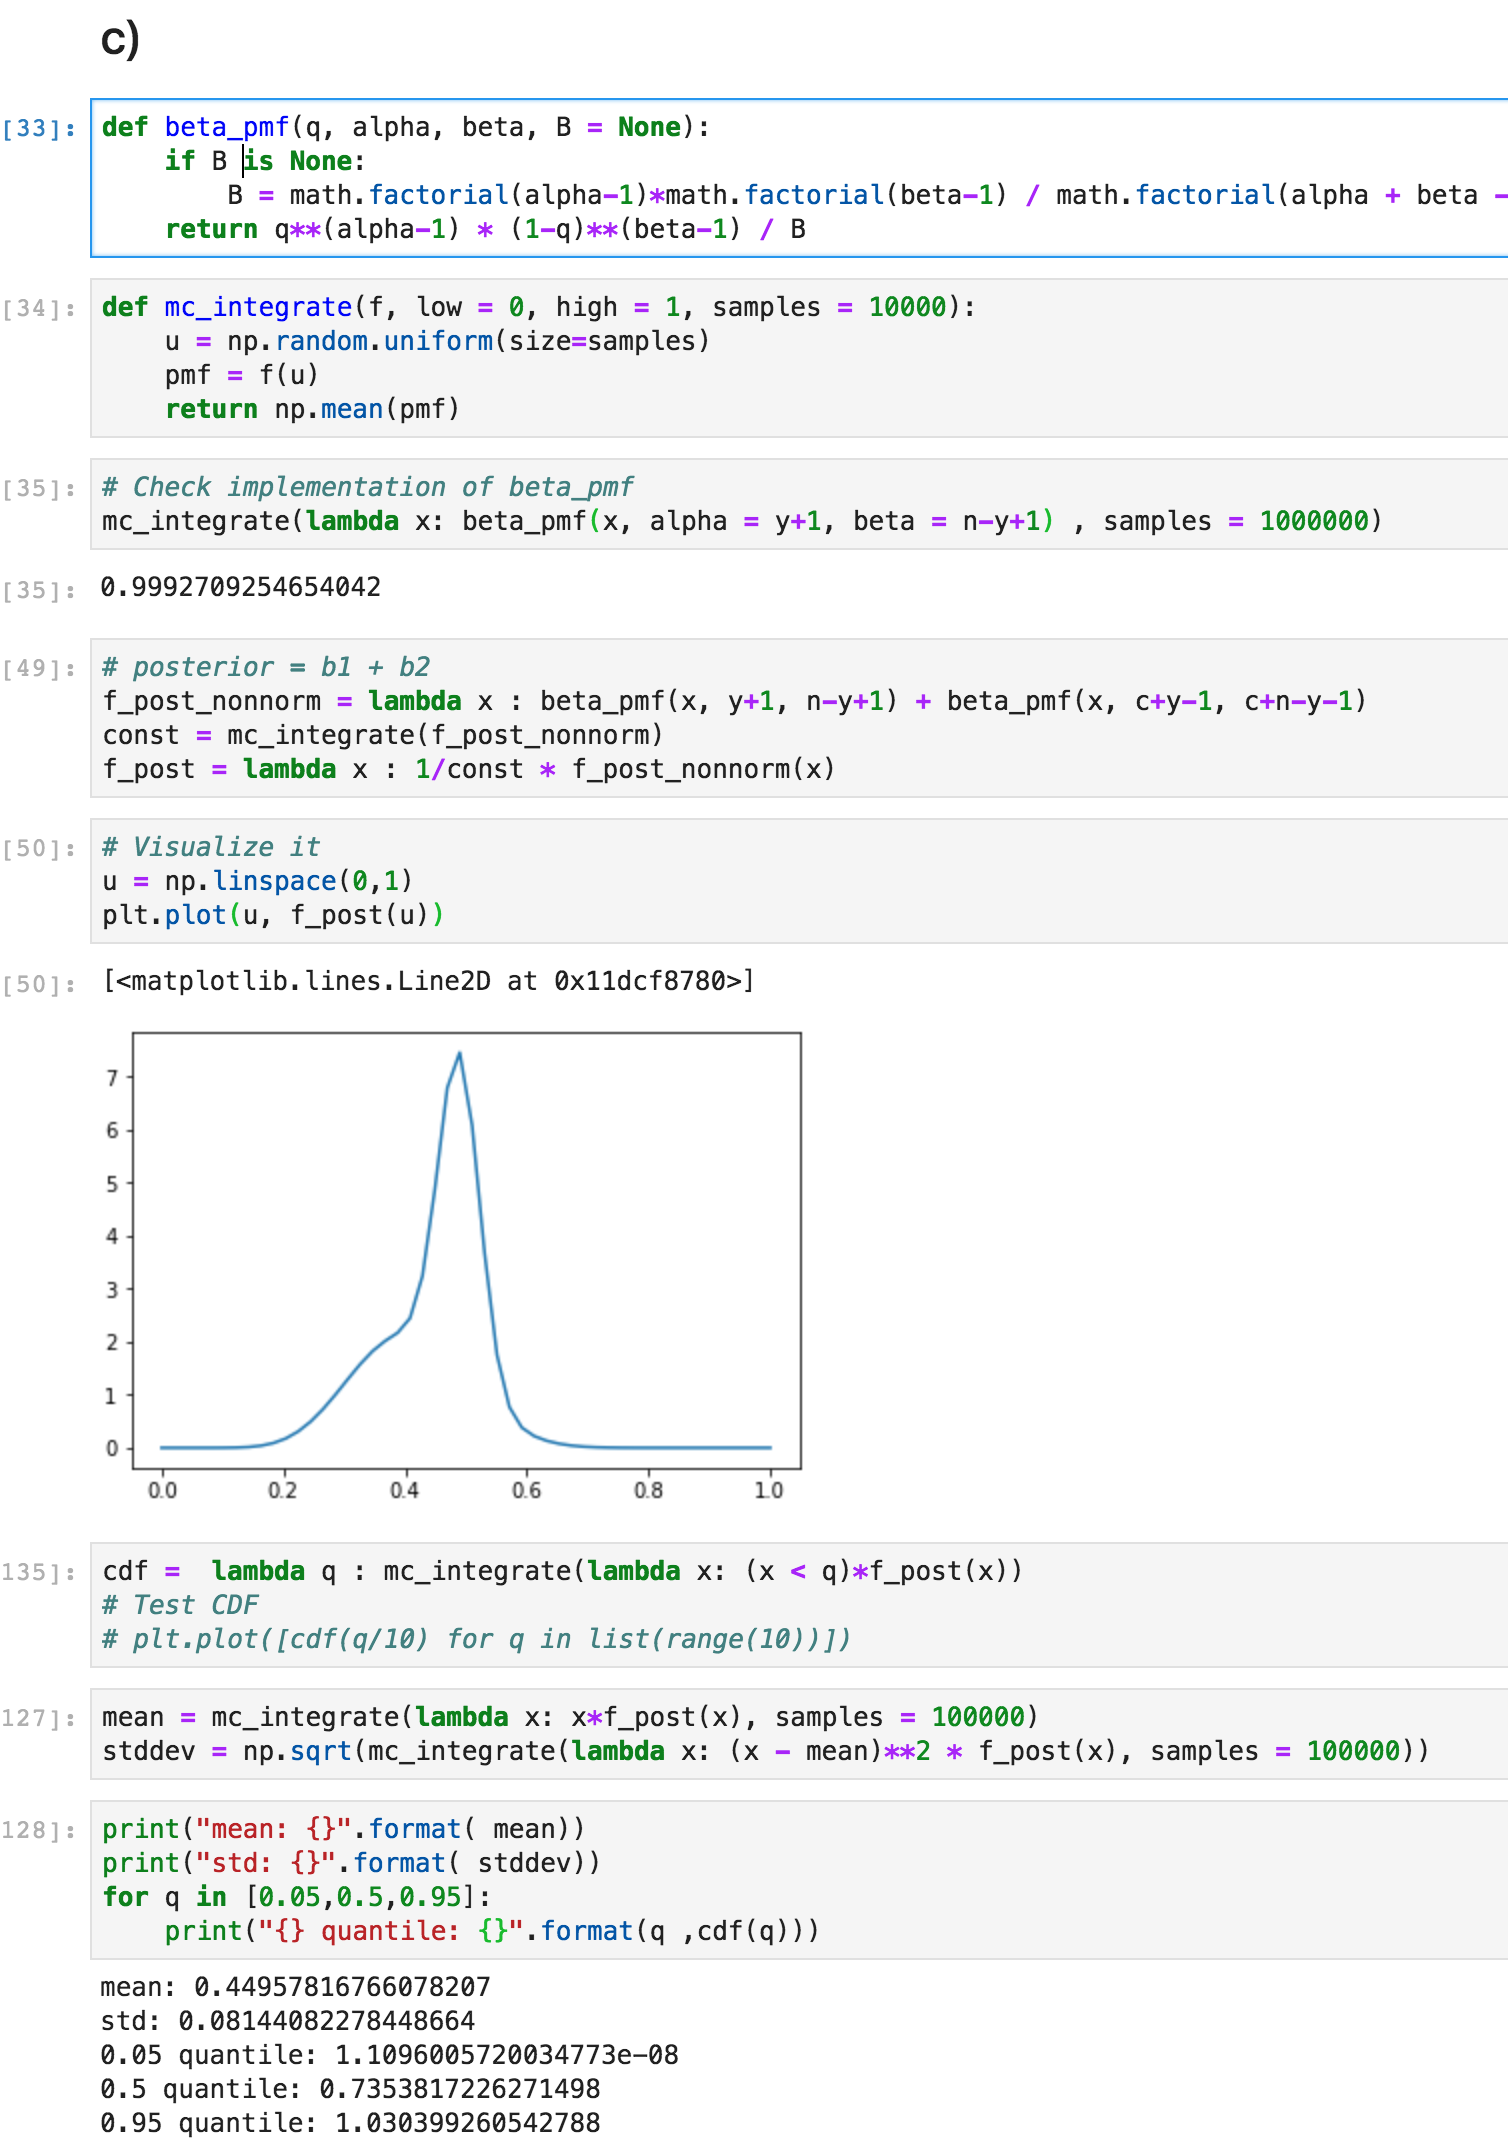 c)
[33]: def beta_pmf(q, alpha, beta, B = None):
    if B is None:
        B = math.factorial(alpha-1)*math.factorial(beta-1) / math.factorial(alpha + beta -
    return q**(alpha-1) * (1-q)**(beta-1) / B
[34]: def mc_integrate(f, low = 0, high = 1, samples = 10000):
    u = np.random.uniform(size=samples)
    pmf = f(u)
    return np.mean(pmf)
[35]: # Check implementation of beta_pmf
mc_integrate(lambda x: beta_pmf(x, alpha = y+1, beta = n-y+1) , samples = 1000000)
[35]: 0.9992709254654042
[49]: # posterior = b1 + b2
f_post_nonnorm = lambda x : beta_pmf(x, y+1, n-y+1) + beta_pmf(x, c+y-1, c+n-y-1)
const = mc_integrate(f_post_nonnorm)
f_post = lambda x : 1/const * f_post_nonnorm(x)
[50]: # Visualize it
u = np.linspace(0,1)
plt.plot(u, f_post(u))
[50]: [<matplotlib.lines.Line2D at 0x11dcf8780>]
7
6
5
4
3
2
1
0
0.0 0.2 0.4 0.6 0.8 1.0
135]: cdf =  lambda q : mc_integrate(lambda x: (x < q)*f_post(x))
# Test CDF
# plt.plot([cdf(q/10) for q in list(range(10))])
127]: mean = mc_integrate(lambda x: x*f_post(x), samples = 100000)
stddev = np.sqrt(mc_integrate(lambda x: (x - mean)**2 * f_post(x), samples = 100000))
128]: print("mean: {}".format( mean))
print("std: {}".format( stddev))
for q in [0.05,0.5,0.95]:
    print("{} quantile: {}".format(q ,cdf(q)))
mean: 0.44957816766078207
std: 0.08144082278448664
0.05 quantile: 1.1096005720034773e-08
0.5 quantile: 0.7353817226271498
0.95 quantile: 1.030399260542788